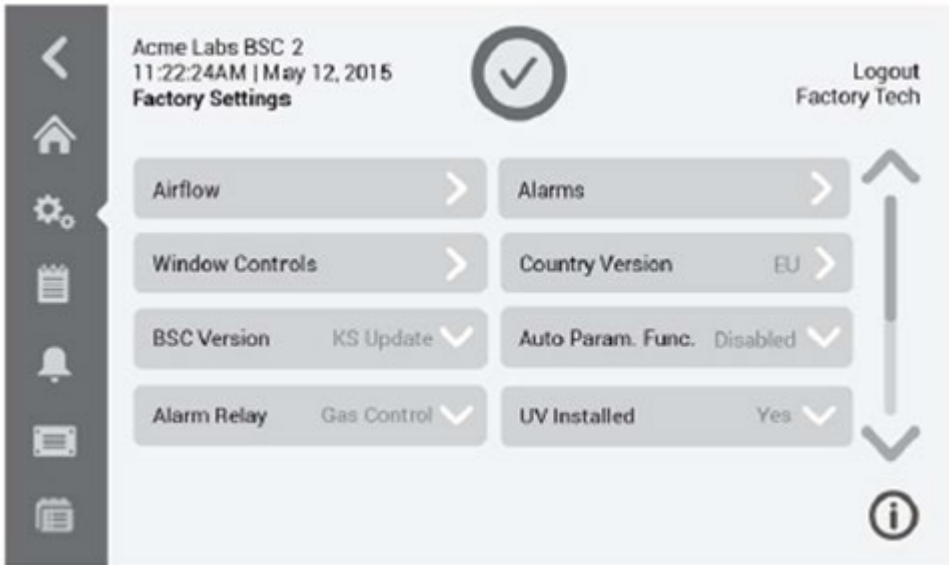 Acme Labs BSC 2
11:22:24AM | May 12, 2015
Factory Settings
Logout
Factory Tech
Airflow
Alarms
Window Controls
Country Version EU
BSC Version KS Update
Auto Param. Func. Disabled
Alarm Relay Gas Control
UV Installed Yes